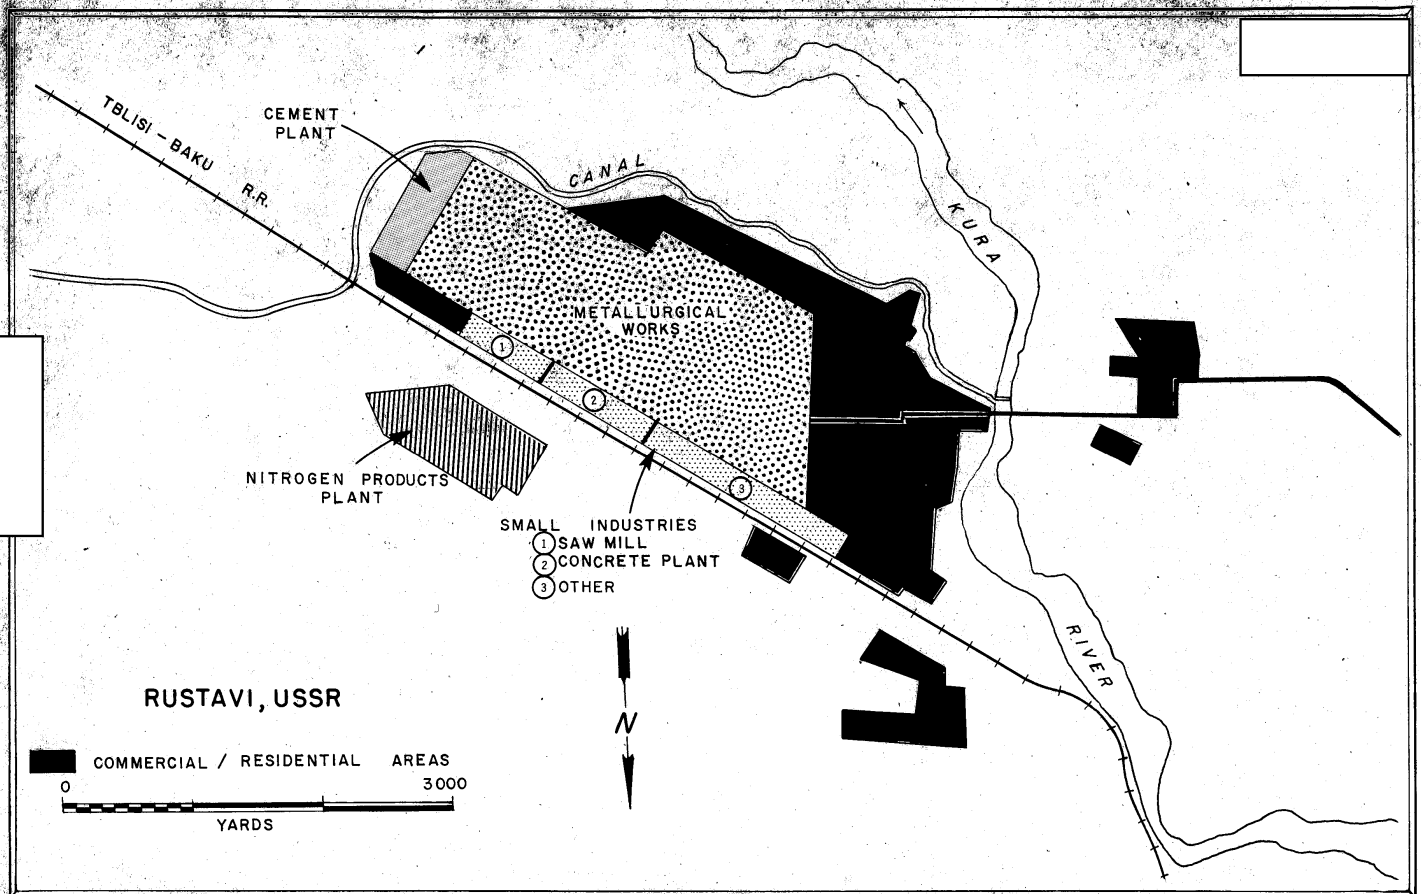 CEMENT
PLANT
TBLISI - BAKU R.R.
CANAL
KURA
METALLURGICAL
WORKS
1
2
3
NITROGEN PRODUCTS
PLANT
SMALL INDUSTRIES
1 SAW MILL
2 CONCRETE PLANT
3 OTHER
RIVER
N
RUSTAVI, USSR
COMMERCIAL / RESIDENTIAL AREAS
0 3000
YARDS